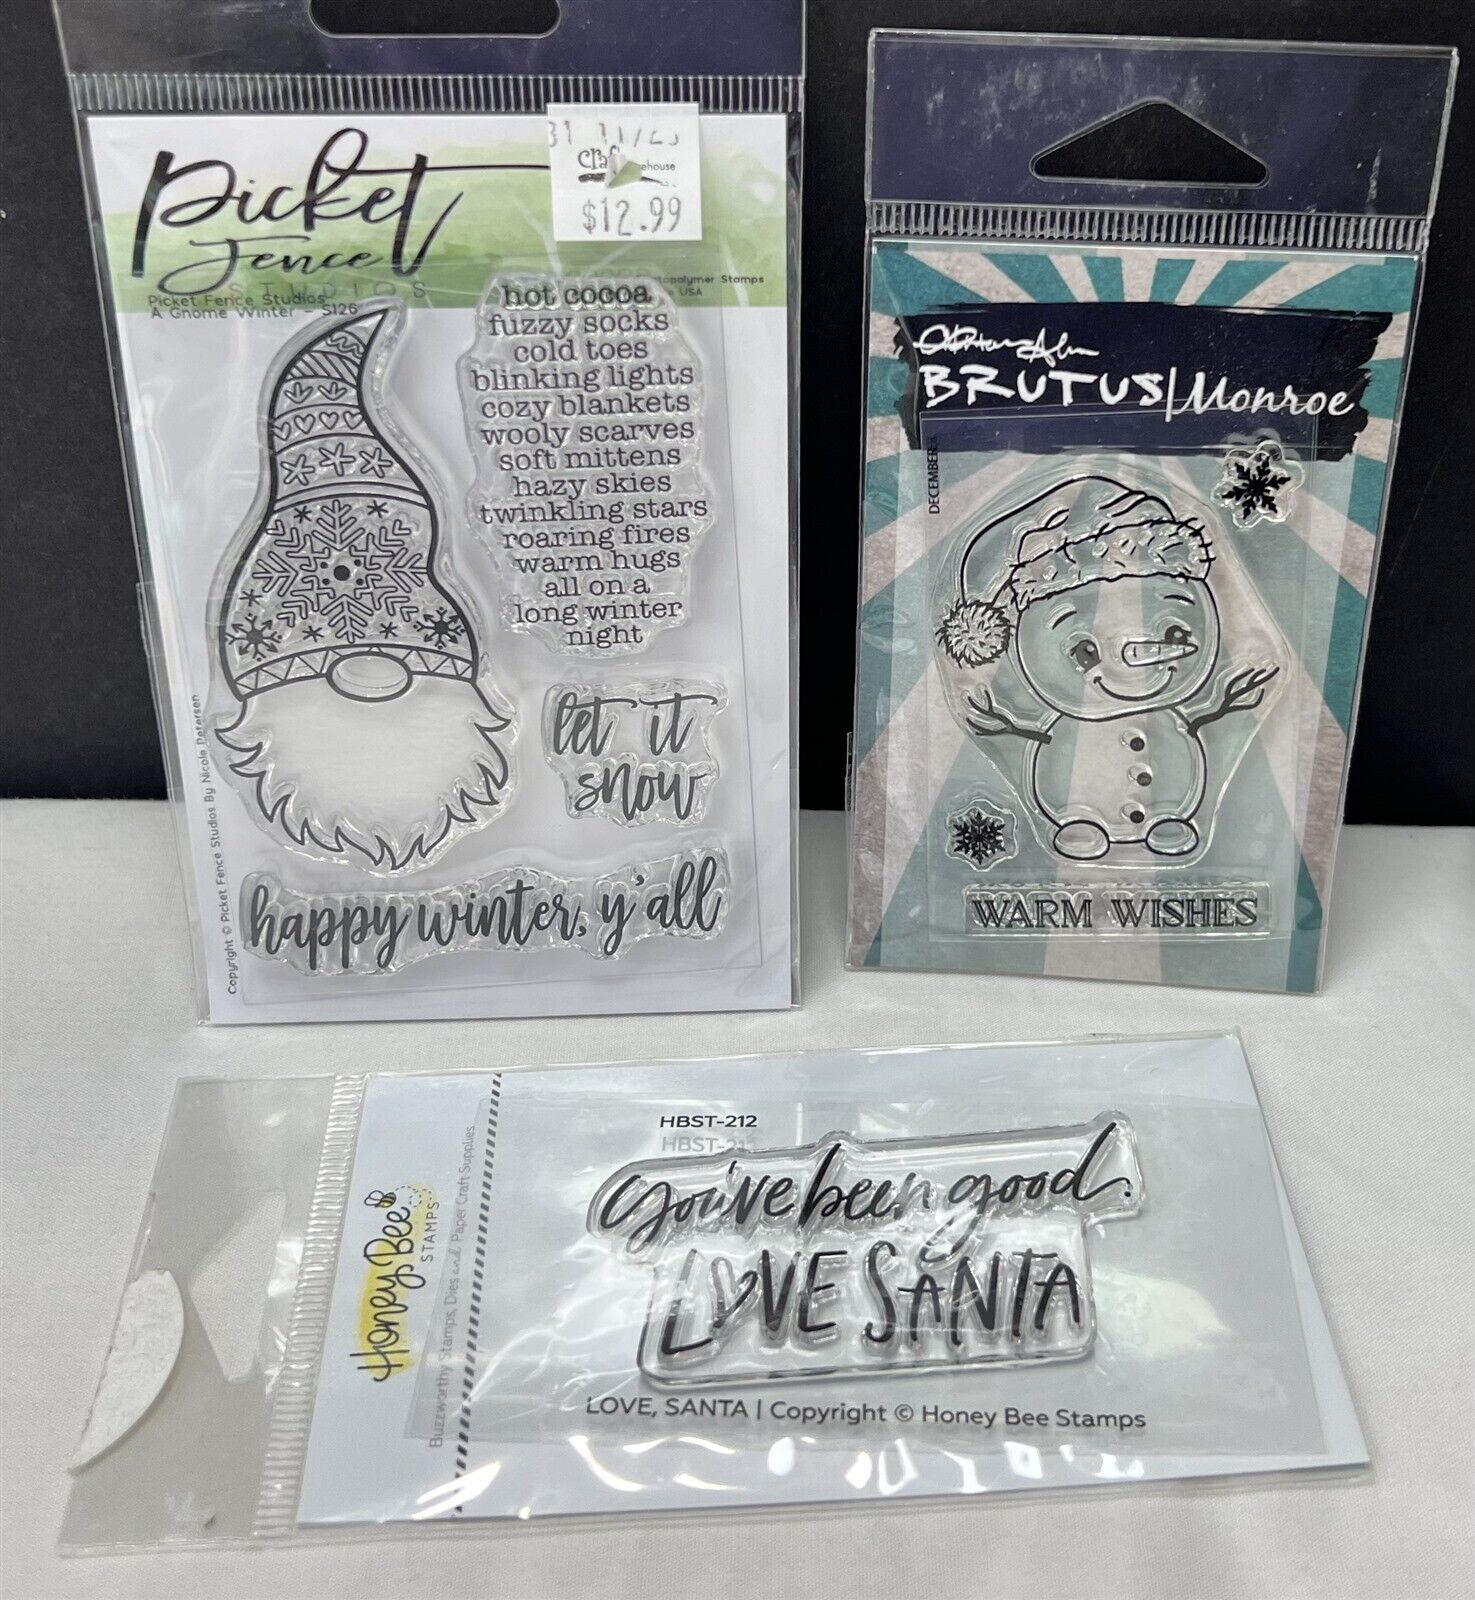 Picket
Fence
STUDIOS
Picket Fence Studios
A Gnome Winter - S126
$12.99
Stamps
USA
hot cocoa
fuzzy socks
cold toes
blinking lights
cozy blankets
wooly scarves
soft mittens
hazy skies
twinkling stars
roaring fires
warm hugs
all on a
long winter
night
let it
snow
happy winter, y'all
Copyright © Picket Fence Studios By Nicole Petersen
BRUTUS|Monroe
WARM WISHES
Honey Bee
STAMPS
Buzzworthy Stamps, Dies and Paper Craft Supplies
HBST-212
you've been good.
LOVE SANTA
LOVE, SANTA | Copyright © Honey Bee Stamps